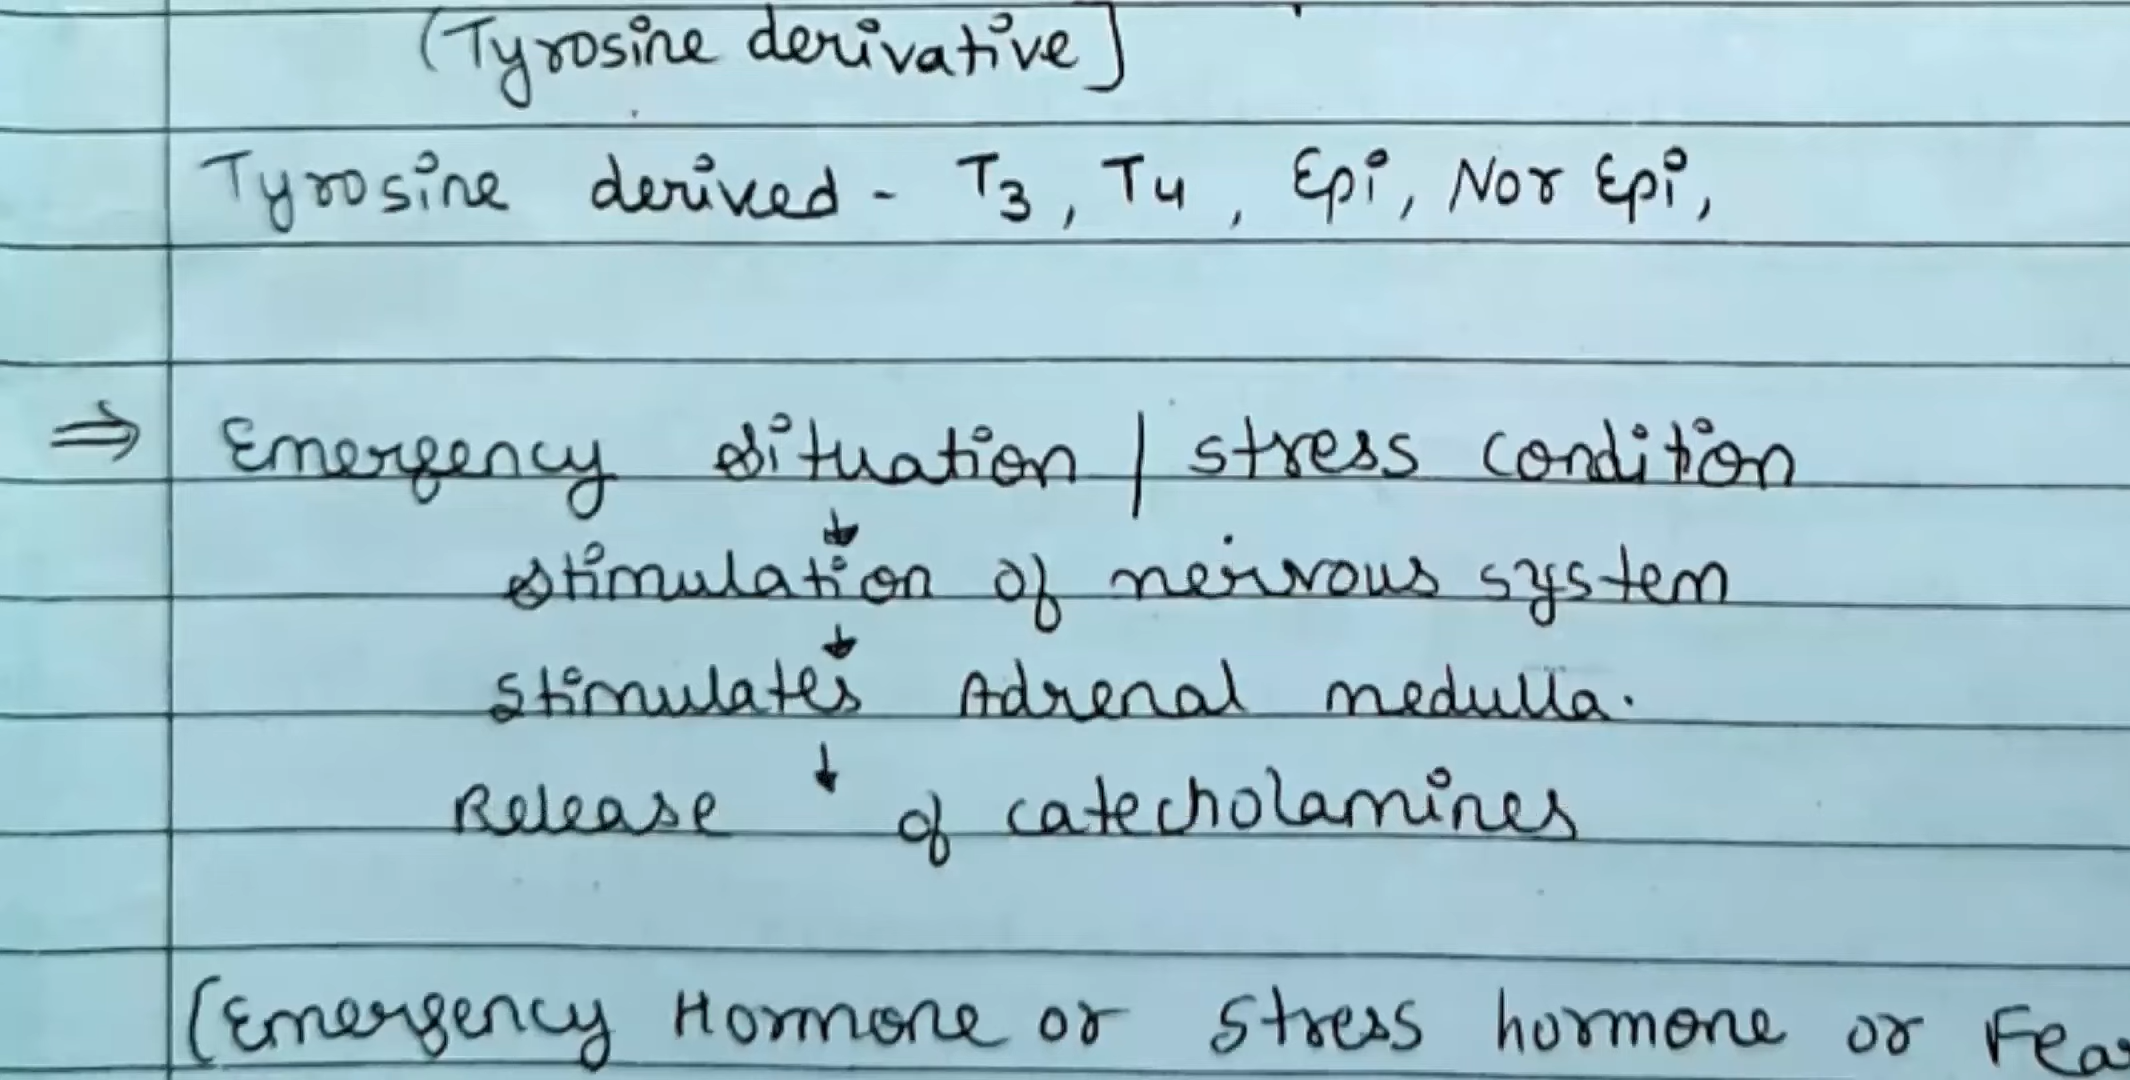 (Tyrosine derivative]
Tyrosine derived - T3, T4, Epi, Nor Epi,
⇒ Emergency situation / stress condition
↓
stimulation of nervous system
↓
stimulates Adrenal medulla.
↓
Release of catecholamines
(Emergency Hormone or stress hormone or Fear